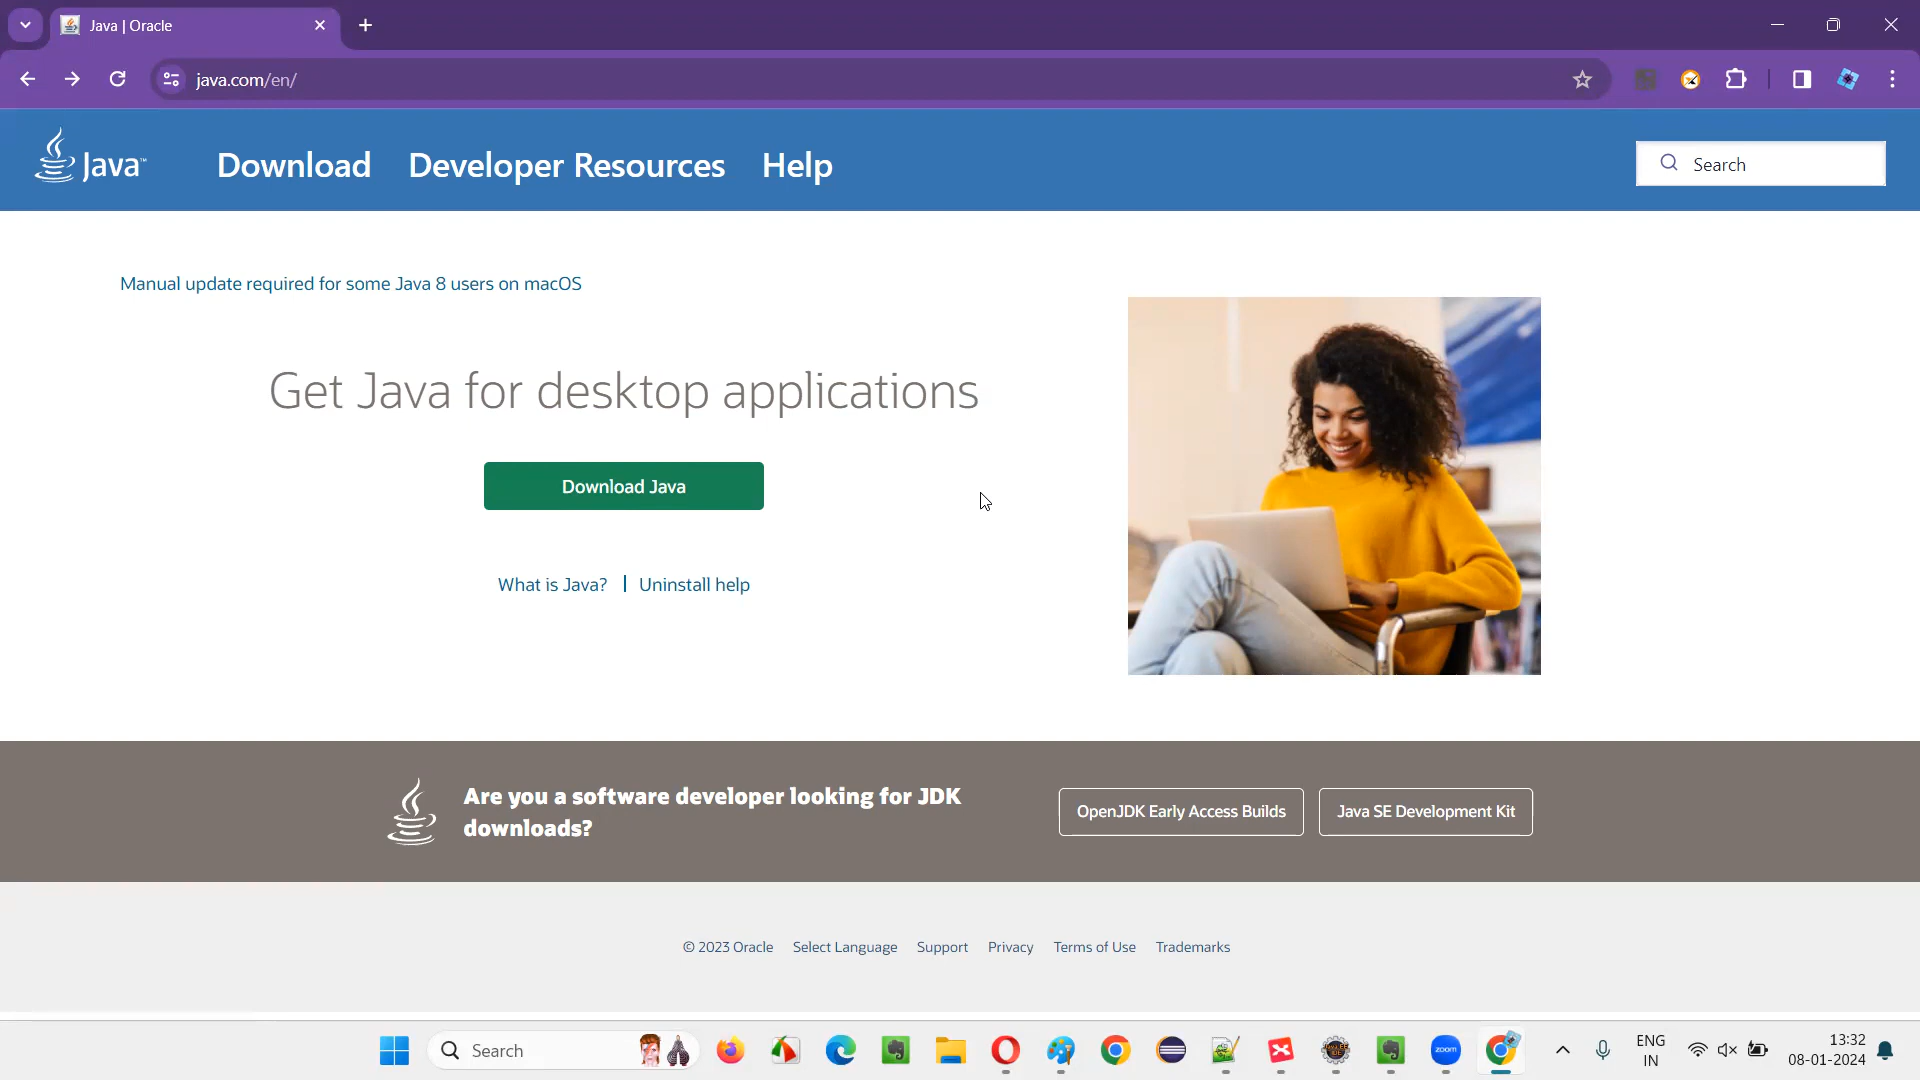 Java | Oracle
java.com/en/
Java™
Download
Developer Resources
Help
Search
Manual update required for some Java 8 users on macOS
Get Java for desktop applications
Download Java
What is Java?
Uninstall help
Are you a software developer looking for JDK
downloads?
OpenJDK Early Access Builds
Java SE Development Kit
© 2023 Oracle Select Language Support Privacy Terms of Use Trademarks
Search
zoom
ENG
IN
13:32
08-01-2024